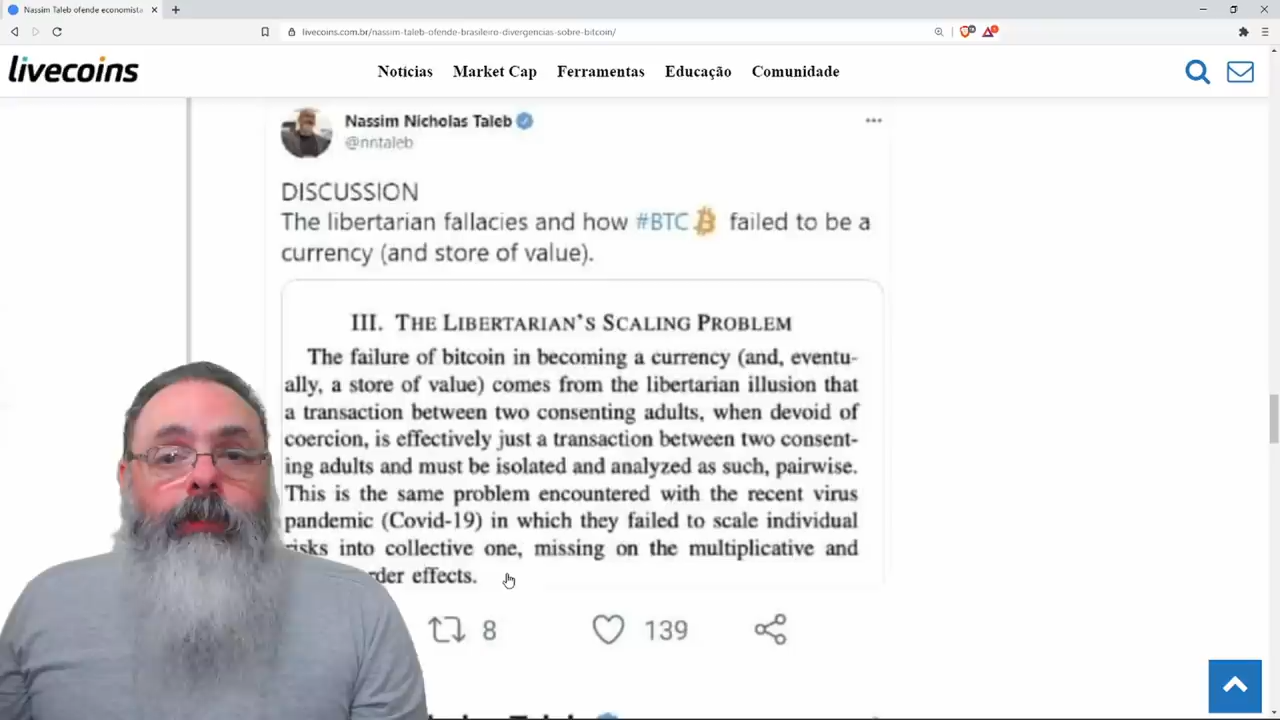 Nassim Taleb ofende economista
livecoins.com.br/nassim-taleb-ofende-brasileiro-divergencias-sobre-bitcoin/
livecoins
Notícias Market Cap Ferramentas Educação Comunidade
Nassim Nicholas Taleb
@nntaleb
DISCUSSION
The libertarian fallacies and how #BTC failed to be a
currency (and store of value).
III. THE LIBERTARIAN'S SCALING PROBLEM
The failure of bitcoin in becoming a currency (and, eventu-
ally, a store of value) comes from the libertarian illusion that
a transaction between two consenting adults, when devoid of
coercion, is effectively just a transaction between two consent-
ing adults and must be isolated and analyzed as such, pairwise.
This is the same problem encountered with the recent virus
pandemic (Covid-19) in which they failed to scale individual
risks into collective one, missing on the multiplicative and
effects.
8 139